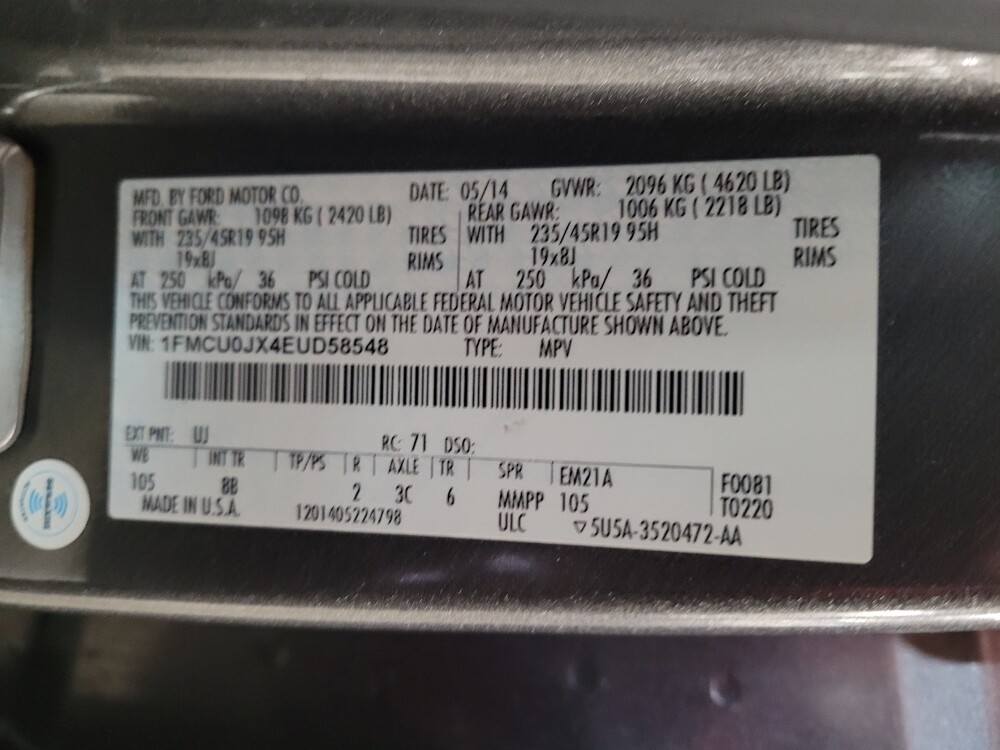 MFD. BY FORD MOTOR CO. DATE: 05/14 GVWR: 2096 KG ( 4620 LB)
FRONT GAWR: 1098 KG ( 2420 LB) REAR GAWR: 1006 KG ( 2218 LB)
WITH 235/45R19 95H TIRES WITH 235/45R19 95H TIRES
19x8J RIMS 19x8J RIMS
AT 250 kPa/ 36 PSI COLD AT 250 kPa/ 36 PSI COLD
THIS VEHICLE CONFORMS TO ALL APPLICABLE FEDERAL MOTOR VEHICLE SAFETY AND THEFT
PREVENTION STANDARDS IN EFFECT ON THE DATE OF MANUFACTURE SHOWN ABOVE.
VIN: 1FMCU0JX4EUD58548 TYPE: MPV
EXT PNT: UJ RC: 71 DSO:
WB INT TR TP/PS R AXLE TR SPR EM21A F0081
105 8B 2 3C 6 MMPP 105 T0220
MADE IN U.S.A. 1201405224798 ULC ▽5U5A-3520472-AA